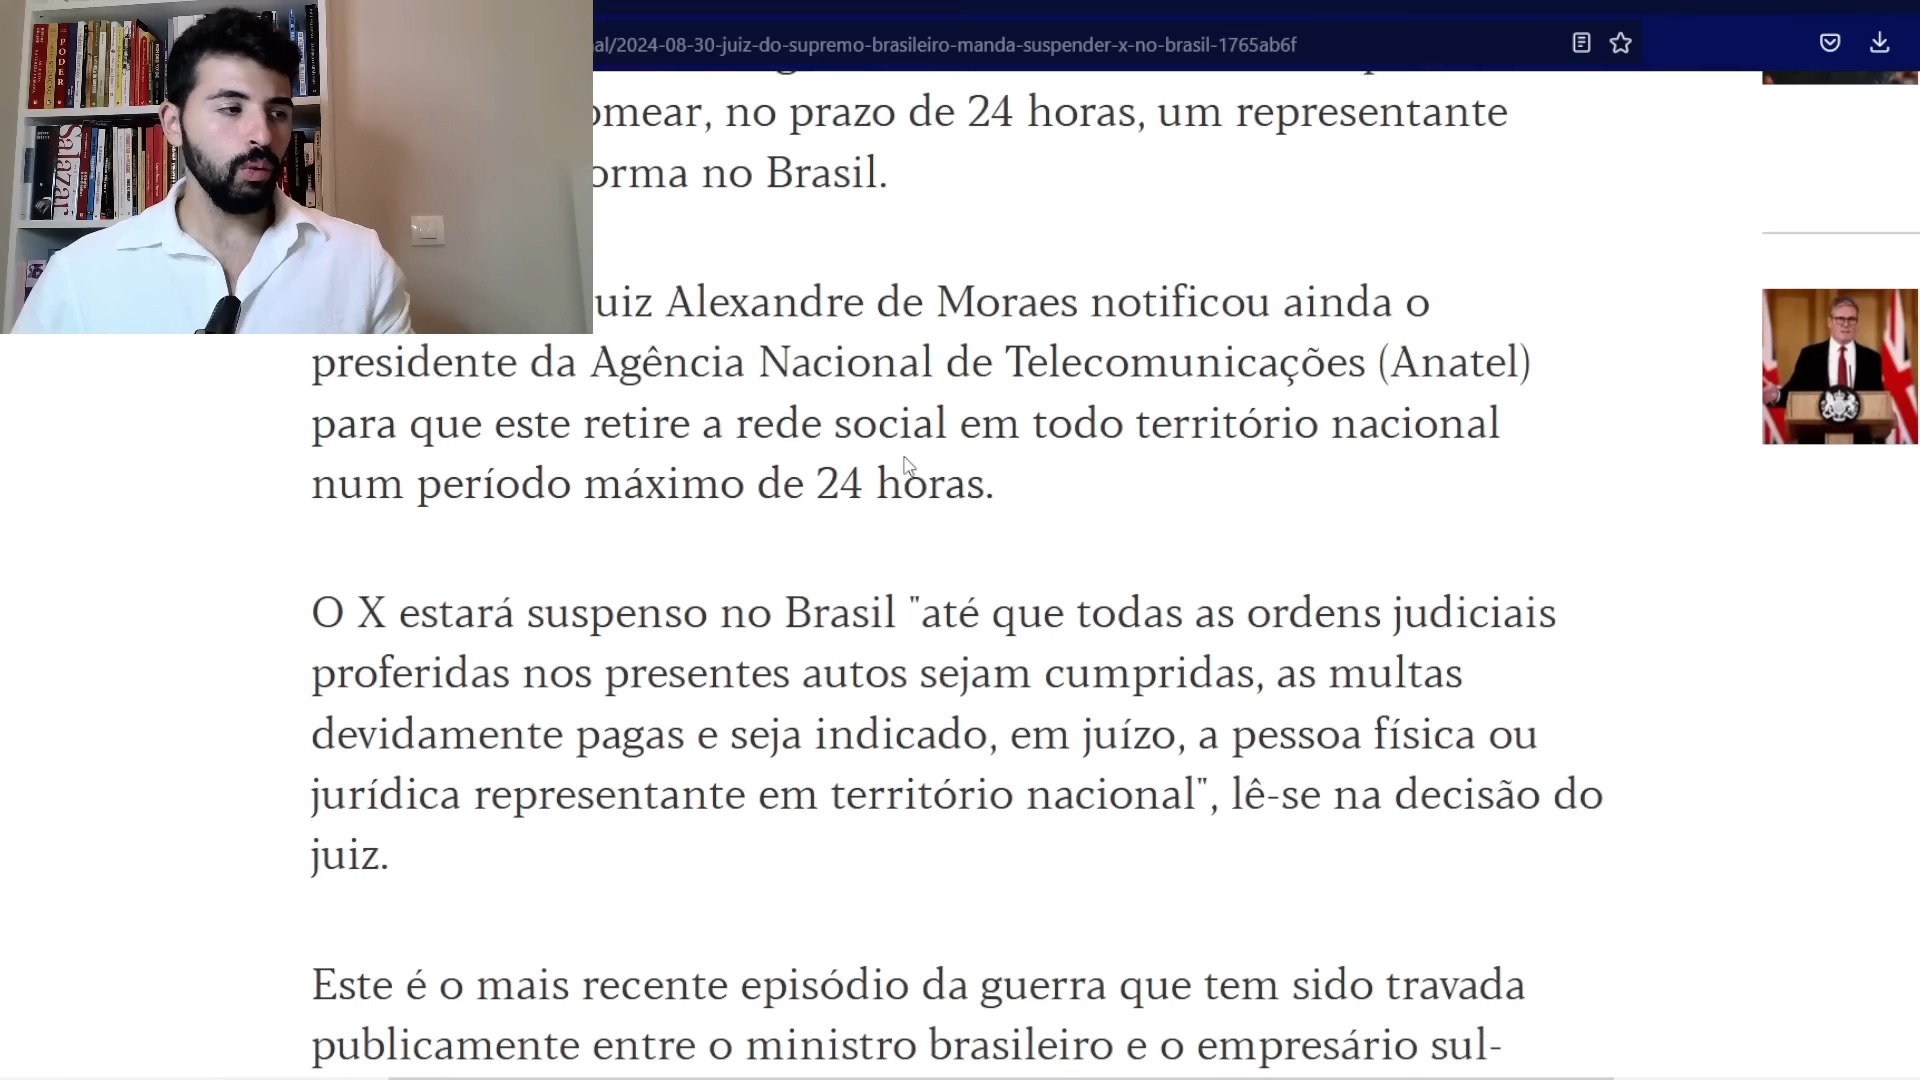 al/2024-08-30-juiz-do-supremo-brasileiro-manda-suspender-x-no-brasil-1765ab6f
omear, no prazo de 24 horas, um representante
orma no Brasil.
uiz Alexandre de Moraes notificou ainda o
presidente da Agência Nacional de Telecomunicações (Anatel)
para que este retire a rede social em todo território nacional
num período máximo de 24 horas.
O X estará suspenso no Brasil "até que todas as ordens judiciais
proferidas nos presentes autos sejam cumpridas, as multas
devidamente pagas e seja indicado, em juízo, a pessoa física ou
jurídica representante em território nacional", lê-se na decisão do
juiz.
Este é o mais recente episódio da guerra que tem sido travada
publicamente entre o ministro brasileiro e o empresário sul-
PODER
Salazar